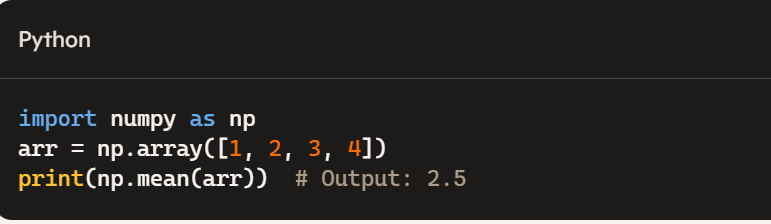 Python
import numpy as np
arr = np.array([1, 2, 3, 4])
print(np.mean(arr))  # Output: 2.5